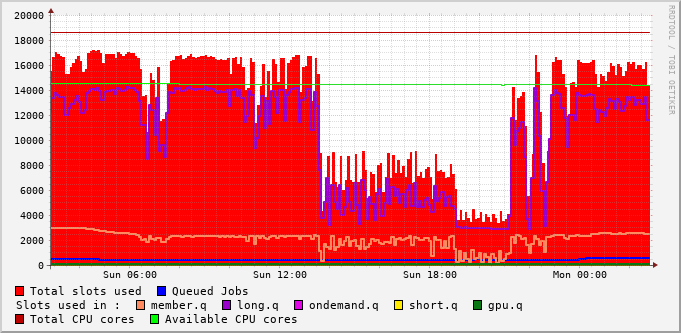 20000
18000
16000
14000
12000
10000
8000
6000
4000
2000
0
Sun 06:00 Sun 12:00 Sun 18:00 Mon 00:00
Total slots used Queued Jobs
Slots used in : member.q long.q ondemand.q short.q gpu.q
Total CPU cores Available CPU cores
RRDTOOL / TOBI OETIKER